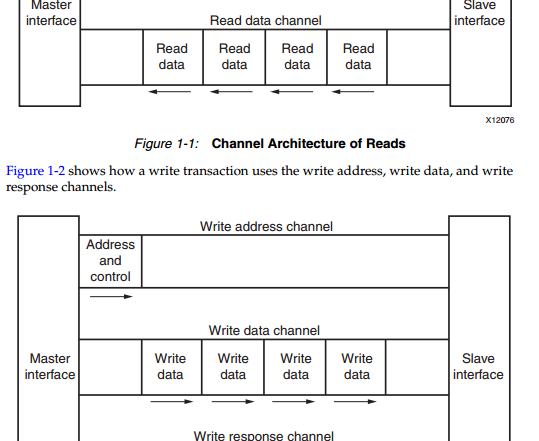 Master
interface
Read data channel
Slave
interface
Read
data
Read
data
Read
data
Read
data
X12076
Figure 1-1: Channel Architecture of Reads
Figure 1-2 shows how a write transaction uses the write address, write data, and write
response channels.
Write address channel
Address
and
control
Write data channel
Master
interface
Write
data
Write
data
Write
data
Write
data
Slave
interface
Write response channel